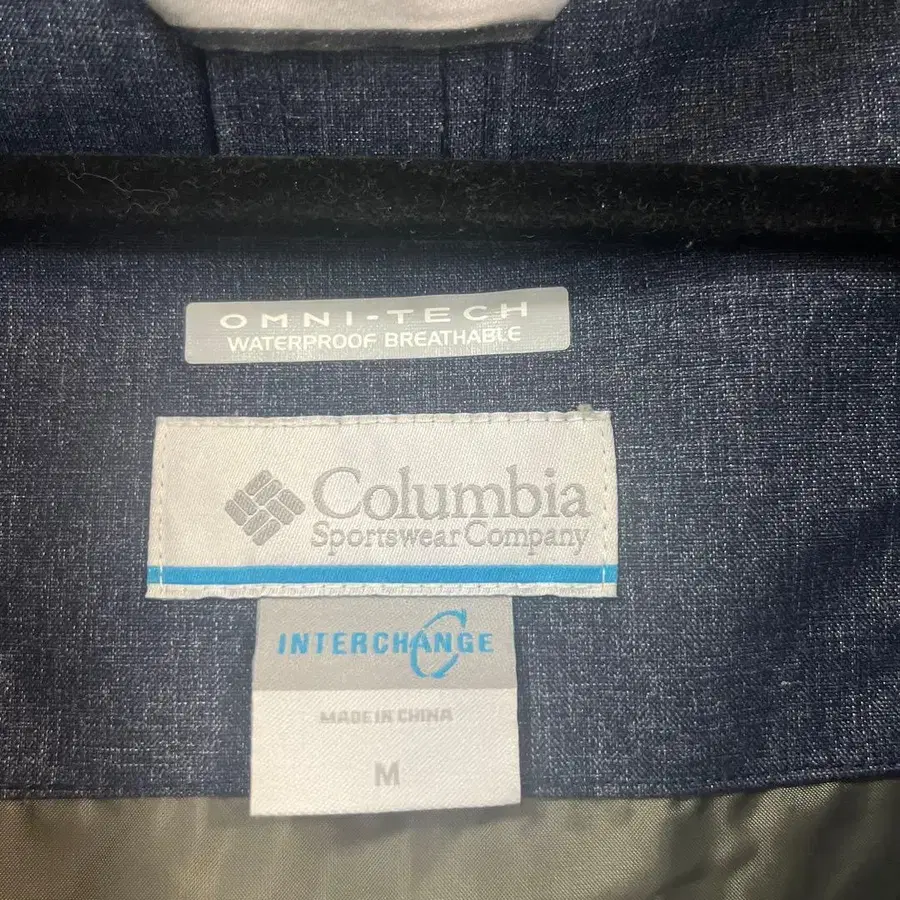 OMNI-TECH
WATERPROOF BREATHABLE
Columbia
Sportswear Company
INTERCHANGE
MADE IN CHINA
M